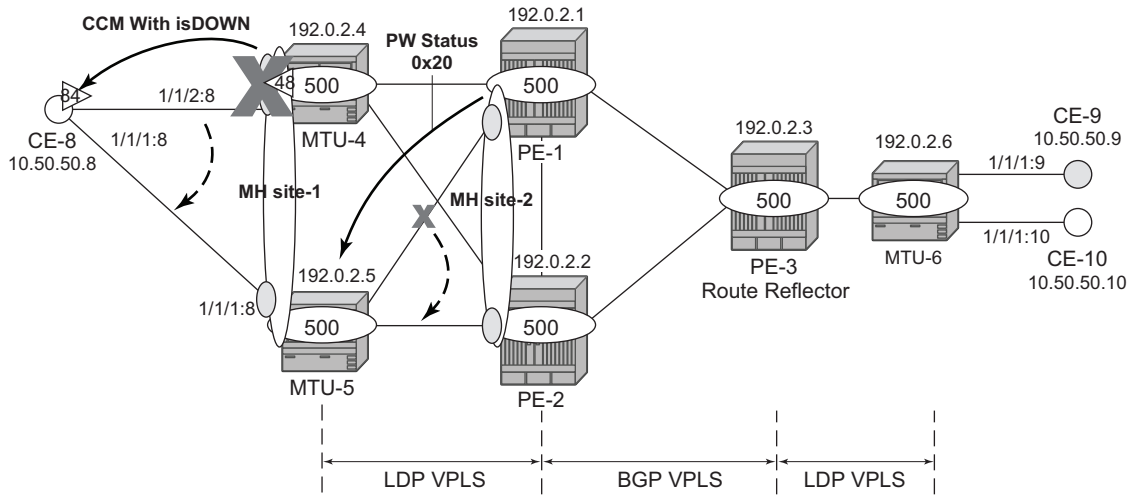 CCM With isDOWN
192.0.2.4
PW Status
0x20
192.0.2.1
84
1/1/2:8
48
500
500
CE-8
10.50.50.8
1/1/1:8
MTU-4
PE-1
192.0.2.3
192.0.2.6
CE-9
10.50.50.9
1/1/1:9
MH site-1
MH site-2
500
500
192.0.2.5
192.0.2.2
PE-3
Route Reflector
MTU-6
1/1/1:10
CE-10
10.50.50.10
1/1/1:8
500
500
MTU-5
PE-2
LDP VPLS
BGP VPLS
LDP VPLS